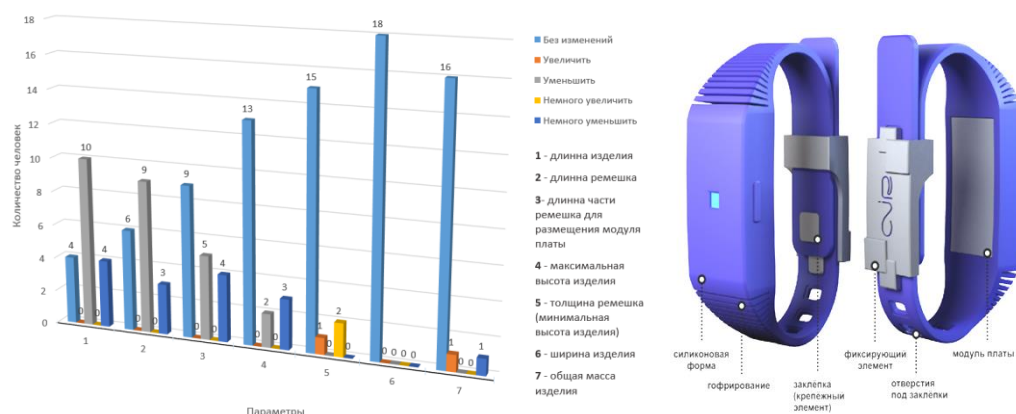 18
16
14
12
10
8
6
4
2
0
Количество человек
4 0 10 0 4
6 0 9 0 3
9 0 5 0 4
13 0 2 0 3
15 1 0 2 0
18 0 0 0 0
16 1 0 0 1
1 2 3 4 5 6 7
Параметры
Без изменений
Увеличить
Уменьшить
Немного увеличить
Немного уменьшить
1 - длинна изделия
2 - длинна ремешка
3- длинна части
ремешка для
размещения модуля
платы
4 - максимальная
высота изделия
5 - толщина ремешка
(минимальная
высота изделия)
6 - ширина изделия
7 - общая масса
изделия
силиконовая
форма
гофрирование
заклёпка
(крепежный
элемент)
фиксирующий
элемент
отверстия
под заклёпки
модуль платы